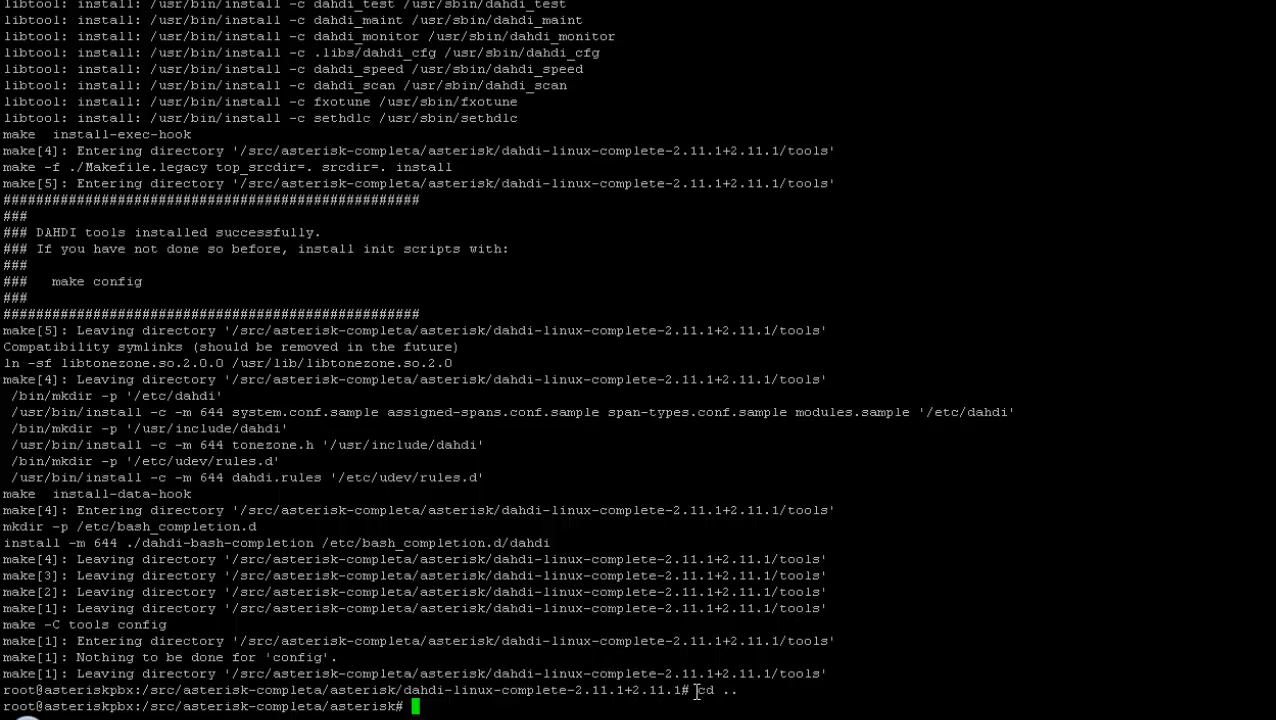 libtool: install: /usr/bin/install -c dahdi_test /usr/sbin/dahdi_test
libtool: install: /usr/bin/install -c dahdi_maint /usr/sbin/dahdi_maint
libtool: install: /usr/bin/install -c dahdi_monitor /usr/sbin/dahdi_monitor
libtool: install: /usr/bin/install -c .libs/dahdi_cfg /usr/sbin/dahdi_cfg
libtool: install: /usr/bin/install -c dahdi_speed /usr/sbin/dahdi_speed
libtool: install: /usr/bin/install -c dahdi_scan /usr/sbin/dahdi_scan
libtool: install: /usr/bin/install -c fxotune /usr/sbin/fxotune
libtool: install: /usr/bin/install -c sethdlc /usr/sbin/sethdlc
make  install-exec-hook
make[4]: Entering directory '/src/asterisk-completa/asterisk/dahdi-linux-complete-2.11.1+2.11.1/tools'
make -f ./Makefile.legacy top_srcdir=. srcdir=. install
make[5]: Entering directory '/src/asterisk-completa/asterisk/dahdi-linux-complete-2.11.1+2.11.1/tools'
###################################################
###
### DAHDI tools installed successfully.
### If you have not done so before, install init scripts with:
###
###   make config
###
###################################################
make[5]: Leaving directory '/src/asterisk-completa/asterisk/dahdi-linux-complete-2.11.1+2.11.1/tools'
Compatibility symlinks (should be removed in the future)
ln -sf libtonezone.so.2.0.0 /usr/lib/libtonezone.so.2.0
make[4]: Leaving directory '/src/asterisk-completa/asterisk/dahdi-linux-complete-2.11.1+2.11.1/tools'
 /bin/mkdir -p '/etc/dahdi'
 /usr/bin/install -c -m 644 system.conf.sample assigned-spans.conf.sample span-types.conf.sample modules.sample '/etc/dahdi'
 /bin/mkdir -p '/usr/include/dahdi'
 /usr/bin/install -c -m 644 tonezone.h '/usr/include/dahdi'
 /bin/mkdir -p '/etc/udev/rules.d'
 /usr/bin/install -c -m 644 dahdi.rules '/etc/udev/rules.d'
make  install-data-hook
make[4]: Entering directory '/src/asterisk-completa/asterisk/dahdi-linux-complete-2.11.1+2.11.1/tools'
mkdir -p /etc/bash_completion.d
install -m 644 ./dahdi-bash-completion /etc/bash_completion.d/dahdi
make[4]: Leaving directory '/src/asterisk-completa/asterisk/dahdi-linux-complete-2.11.1+2.11.1/tools'
make[3]: Leaving directory '/src/asterisk-completa/asterisk/dahdi-linux-complete-2.11.1+2.11.1/tools'
make[2]: Leaving directory '/src/asterisk-completa/asterisk/dahdi-linux-complete-2.11.1+2.11.1/tools'
make[1]: Leaving directory '/src/asterisk-completa/asterisk/dahdi-linux-complete-2.11.1+2.11.1/tools'
make -C tools config
make[1]: Entering directory '/src/asterisk-completa/asterisk/dahdi-linux-complete-2.11.1+2.11.1/tools'
make[1]: Nothing to be done for 'config'.
make[1]: Leaving directory '/src/asterisk-completa/asterisk/dahdi-linux-complete-2.11.1+2.11.1/tools'
root@asteriskpbx:/src/asterisk-completa/asterisk/dahdi-linux-complete-2.11.1+2.11.1# cd ..
root@asteriskpbx:/src/asterisk-completa/asterisk#